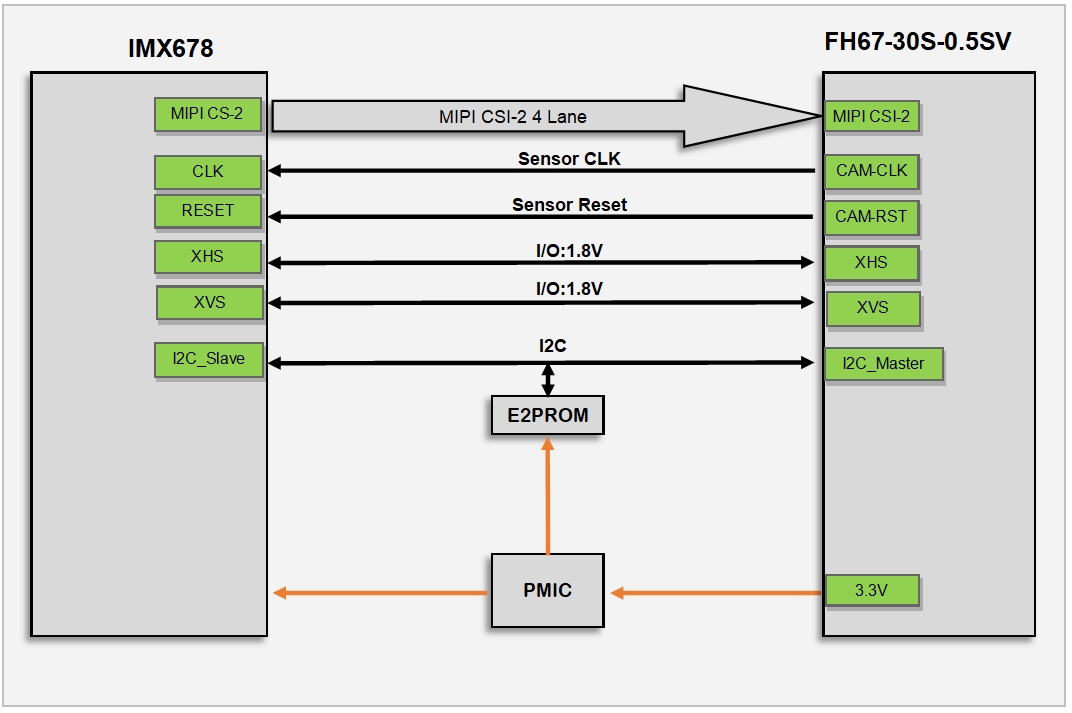 IMX678
FH67-30S-0.5SV
MIPI CS-2
MIPI CSI-2 4 Lane
MIPI CSI-2
CLK
Sensor CLK
CAM-CLK
RESET
Sensor Reset
CAM-RST
XHS
I/O:1.8V
XHS
XVS
I/O:1.8V
XVS
I2C_Slave
I2C
I2C_Master
E2PROM
PMIC
3.3V